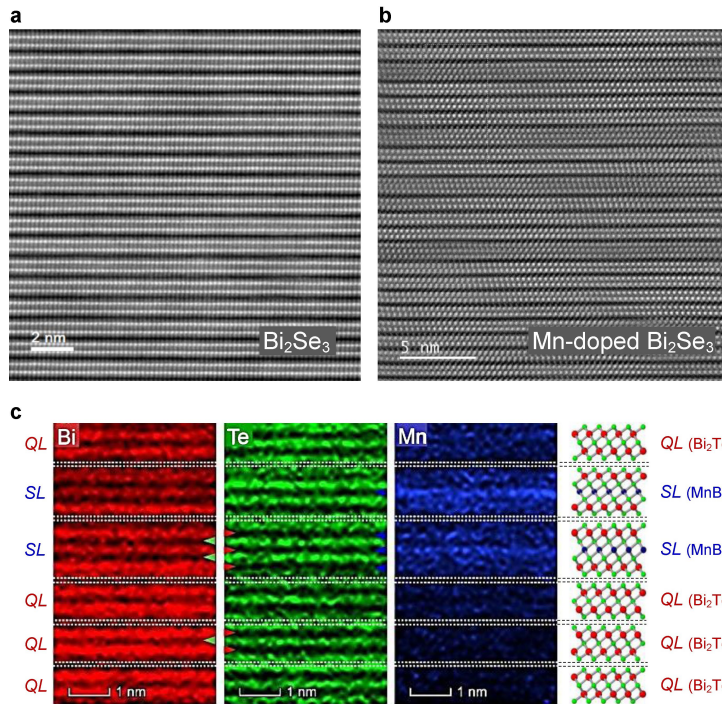 a
b
2 nm
Bi₂Se₃
5 nm
Mn-doped Bi₂Se₃
c
Bi
Te
Mn
QL
QL (Bi₂T
SL
SL (MnB
SL
SL (MnB
QL
QL (Bi₂T
QL
QL (Bi₂T
QL
QL (Bi₂T
1 nm
1 nm
1 nm